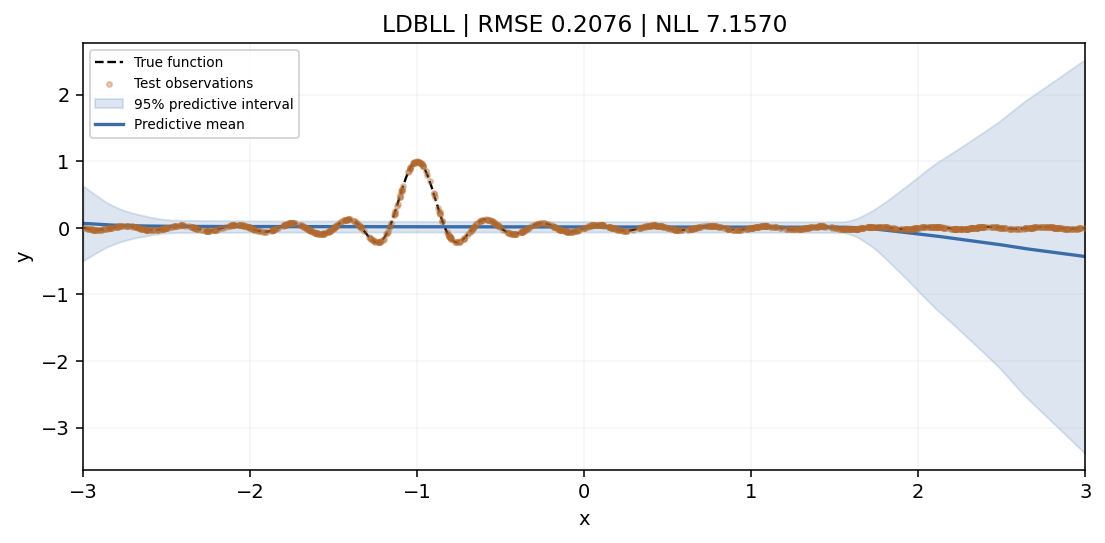 LDBLL | RMSE 0.2076 | NLL 7.1570
True function
Test observations
95% predictive interval
Predictive mean
y
2
1
0
−1
−2
−3
−3
−2
−1
0
1
2
3
x